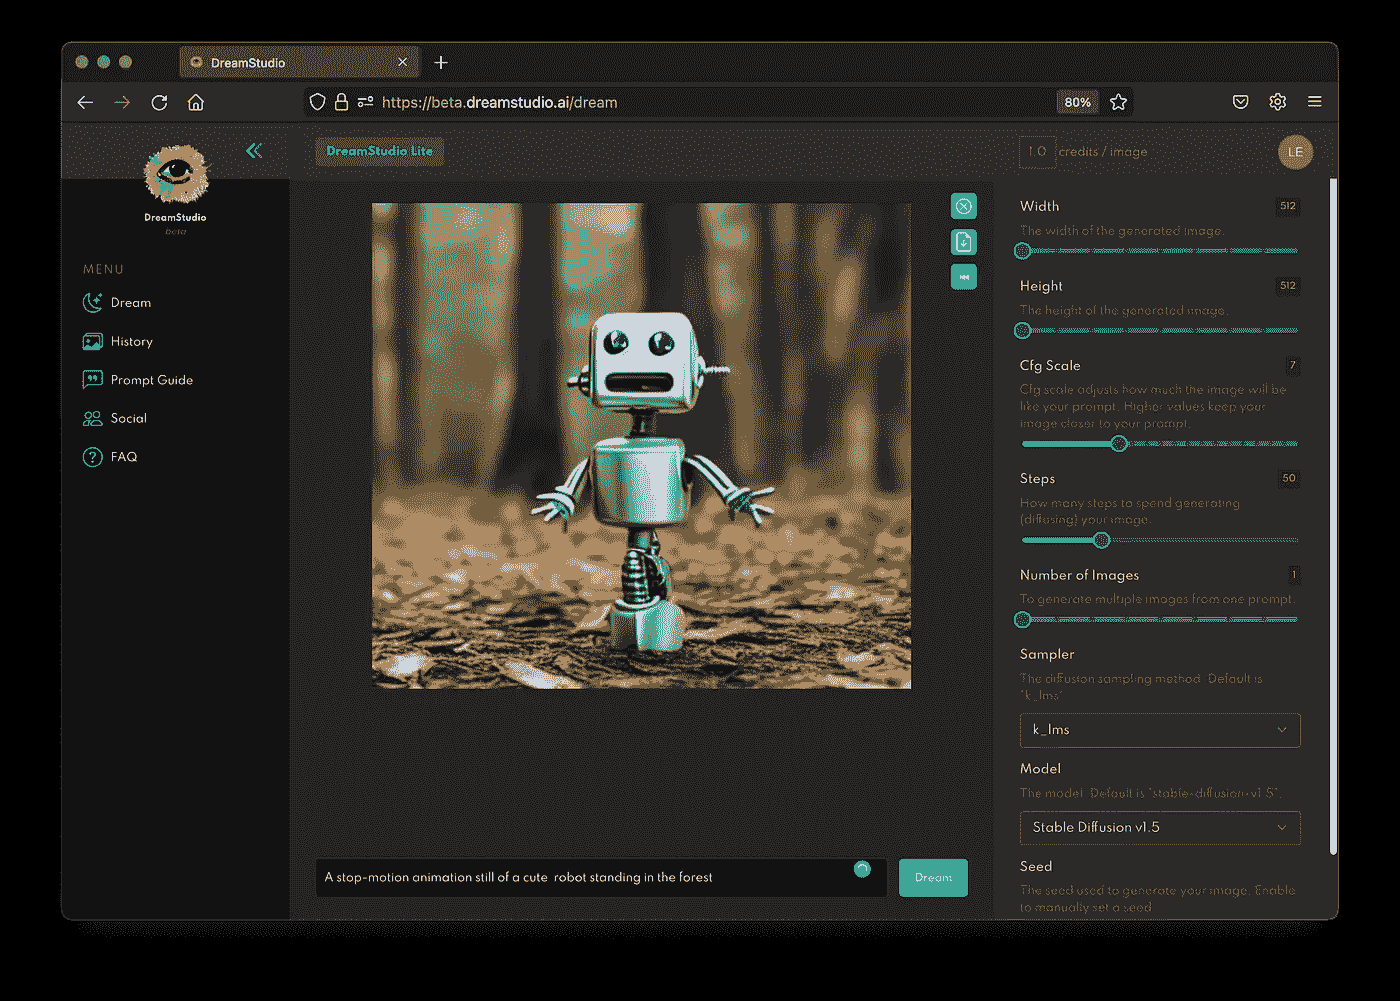 DreamStudio
https://beta.dreamstudio.ai/dream
80%
DreamStudio
beta
MENU
Dream
History
Prompt Guide
Social
FAQ
DreamStudio Lite
1.0 credits / image
LE
Width 512
The width of the generated image.
Height 512
The height of the generated image.
Cfg Scale 7
Cfg scale adjusts how much the image will be
like your prompt. Higher values keep your
image closer to your prompt.
Steps 50
How many steps to spend generating
(diffusing) your image.
Number of Images 1
To generate multiple images from one prompt.
Sampler
The diffusion sampling method. Default is
"k_lms"
k_lms
Model
The model. Default is "stable-diffusion-v1.5".
Stable Diffusion v1.5
Seed
The seed used to generate your image. Enable
to manually set a seed
A stop-motion animation still of a cute  robot standing in the forest
Dream